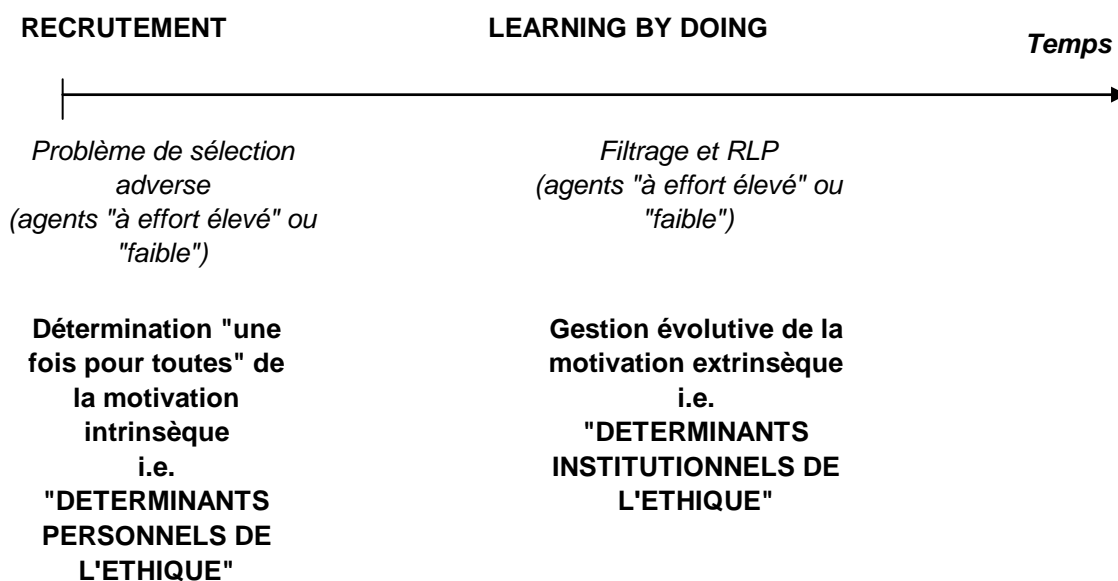 RECRUTEMENT
LEARNING BY DOING
Temps
Problème de sélection
adverse
(agents "à effort élevé" ou
"faible")
Filtrage et RLP
(agents "à effort élevé" ou
"faible")
Détermination "une
fois pour toutes" de
la motivation
intrinsèque
i.e.
"DETERMINANTS
PERSONNELS DE
L'ETHIQUE"
Gestion évolutive de la
motivation extrinsèque
i.e.
"DETERMINANTS
INSTITUTIONNELS DE
L'ETHIQUE"